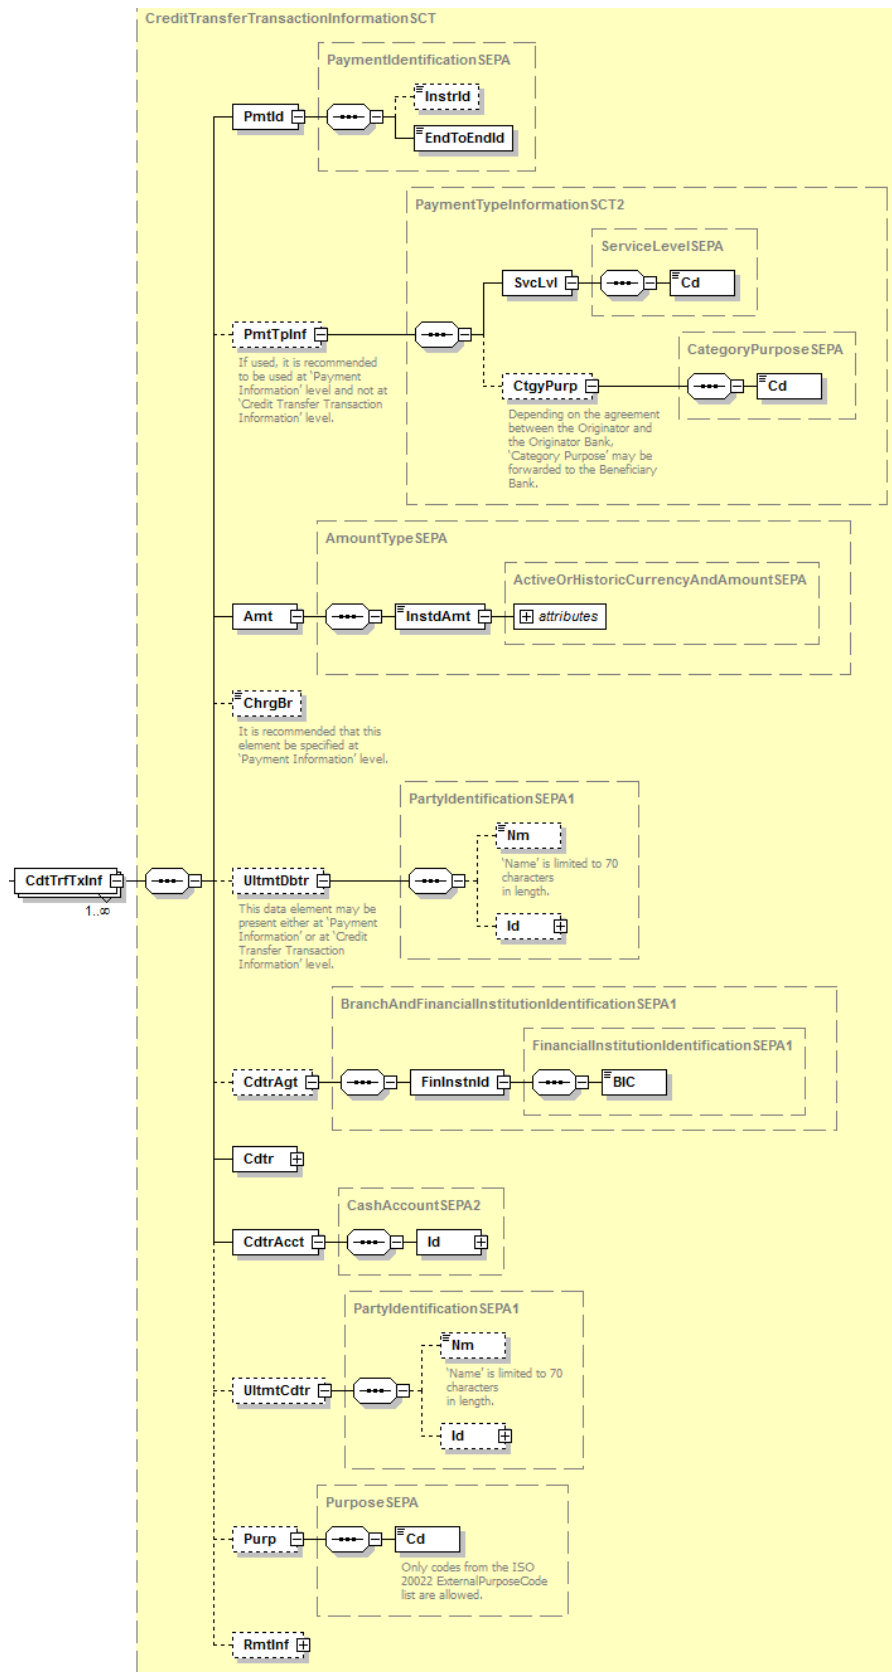 CreditTransferTransactionInformationSCT
PaymentIdentificationSEPA
InstrId
PmtId
EndToEndId
PaymentTypeInformationSCT2
ServiceLevelSEPA
SvcLvl
Cd
PmtTpInf
If used, it is recommended
to be used at 'Payment
Information' level and not at
'Credit Transfer Transaction
Information' level.
CategoryPurposeSEPA
CtgyPurp
Cd
Depending on the agreement
between the Originator and
the Originator Bank,
'Category Purpose' may be
forwarded to the Beneficiary
Bank.
AmountTypeSEPA
ActiveOrHistoricCurrencyAndAmountSEPA
Amt
InstdAmt
attributes
ChrgBr
It is recommended that this
element be specified at
'Payment Information' level.
PartyIdentificationSEPA1
Nm
'Name' is limited to 70
characters
in length.
CdtTrfTxInf
1..∞
UltmtDbtr
This data element may be
present either at 'Payment
Information' or at 'Credit
Transfer Transaction
Information' level.
Id
BranchAndFinancialInstitutionIdentificationSEPA1
FinancialInstitutionIdentificationSEPA1
CdtrAgt
FinInstnId
BIC
Cdtr
CashAccountSEPA2
CdtrAcct
Id
PartyIdentificationSEPA1
Nm
'Name' is limited to 70
characters
in length.
UltmtCdtr
Id
PurposeSEPA
Purp
Cd
Only codes from the ISO
20022 ExternalPurposeCode
list are allowed.
RmtInf